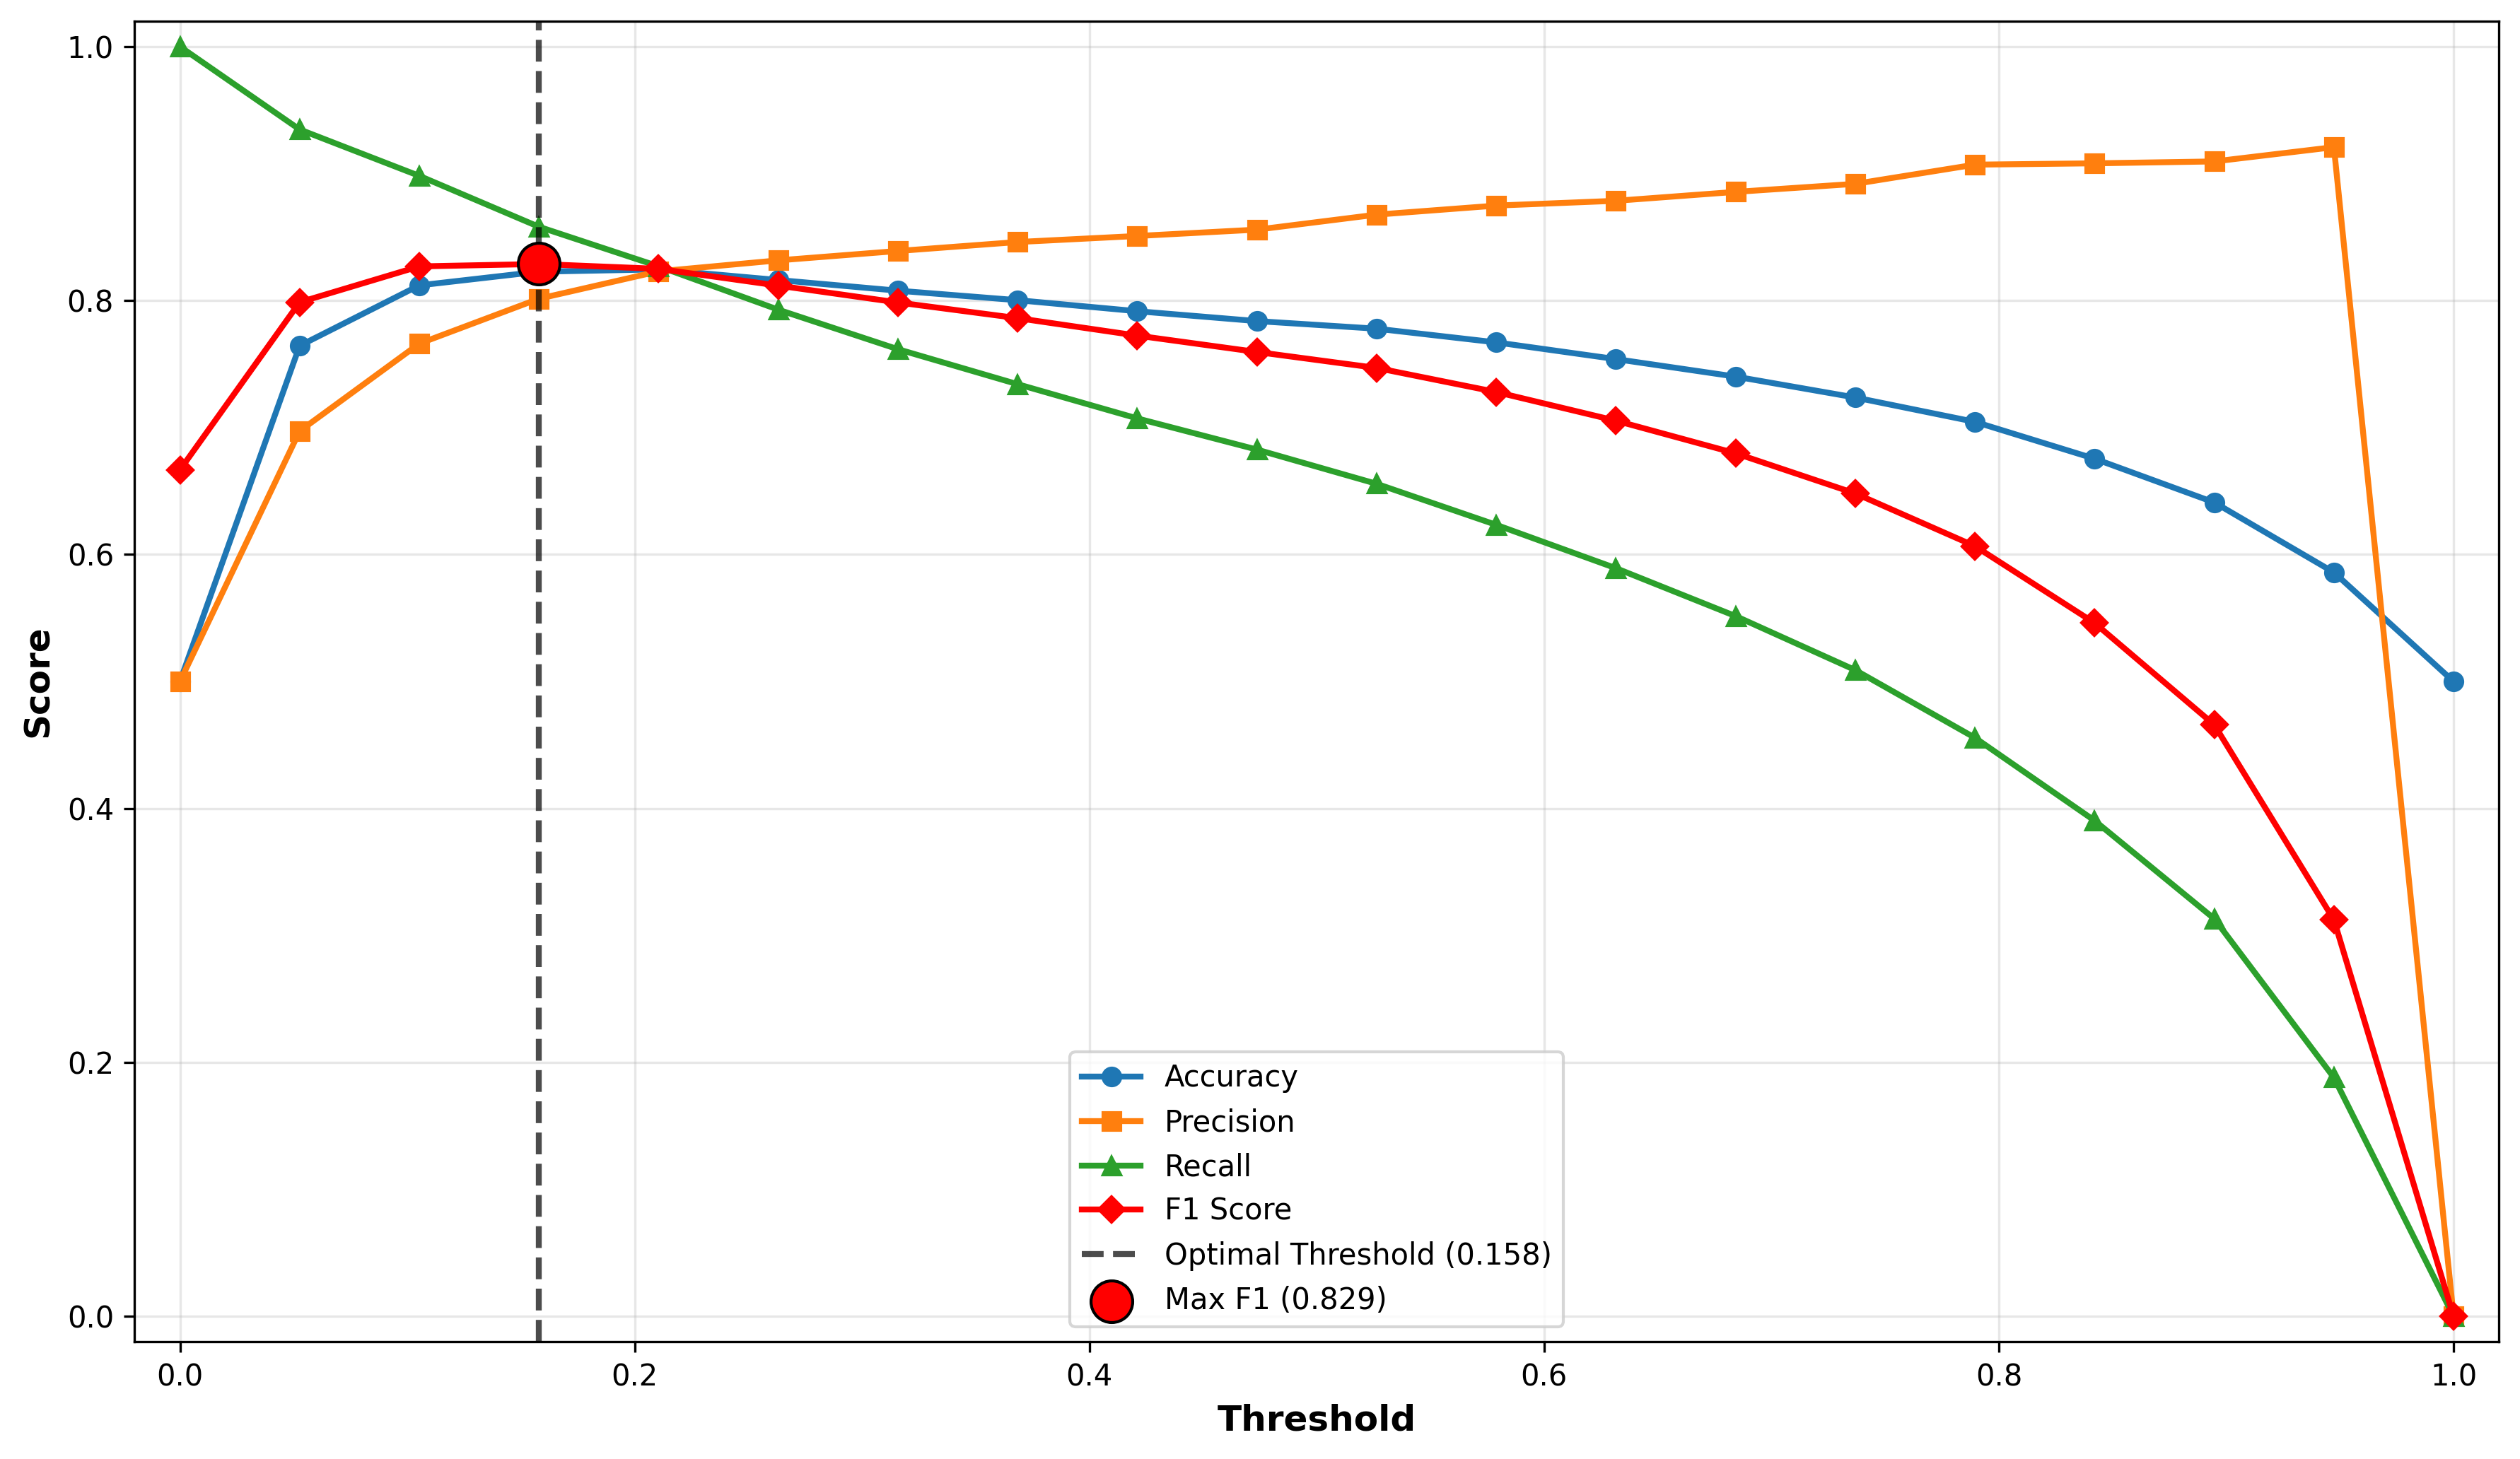 1.0
0.8
0.6
0.4
0.2
0.0
Score
Accuracy
Precision
Recall
F1 Score
Optimal Threshold (0.158)
Max F1 (0.829)
0.0 0.2 0.4 0.6 0.8 1.0
Threshold